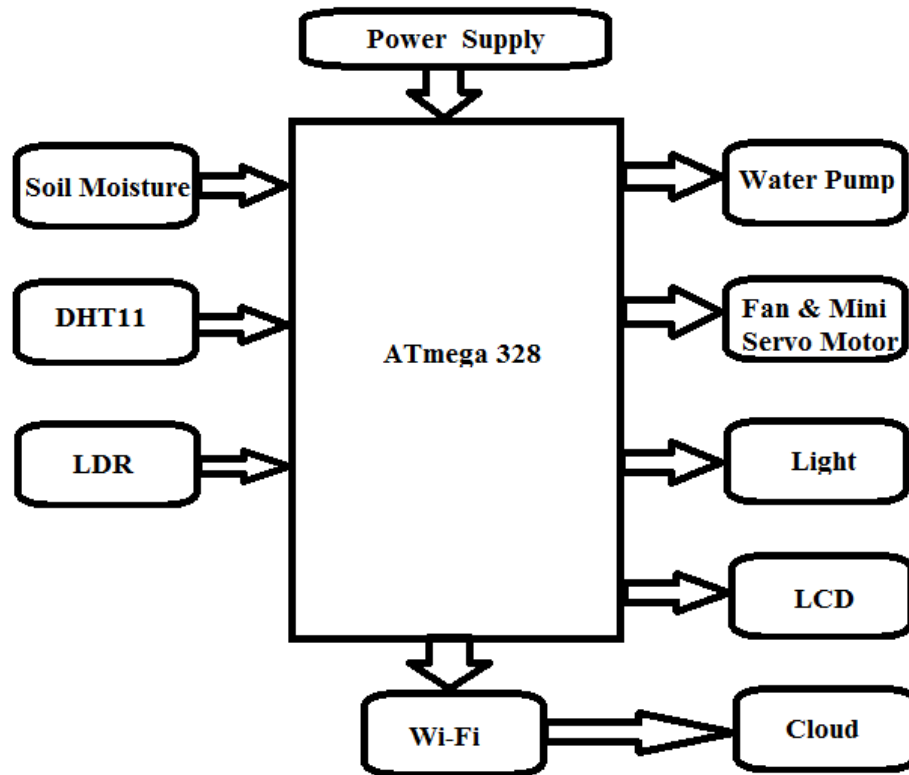 Power Supply
Soil Moisture
Water Pump
DHT11
Fan & Mini
Servo Motor
ATmega 328
LDR
Light
LCD
Wi-Fi
Cloud